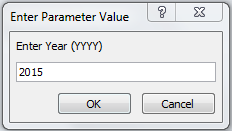 Enter Parameter Value
Enter Year (YYYY)
2015
OK Cancel